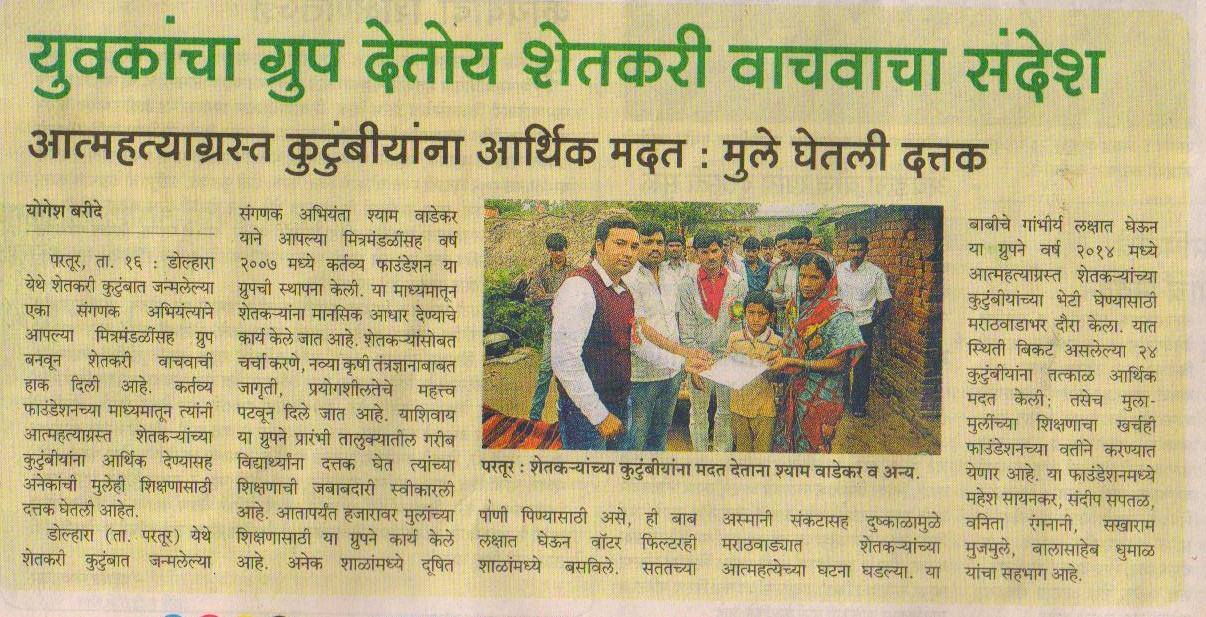 युवकांचा ग्रुप देतोय शेतकरी वाचवाचा संदेश
आत्महत्याग्रस्त कुटुंबीयांना आर्थिक मदत : मुले घेतली दत्तक
योगेश बरीदे
परतूर, ता. १६ : डोल्हारा
येथे शेतकरी कुटुंबात जन्मलेल्या
एका संगणक अभियंत्याने
आपल्या मित्रमंडळींसह ग्रुप
बनवून शेतकरी वाचवाची
हाक दिली आहे. कर्तव्य
फाउंडेशनच्या माध्यमातून त्यांनी
आत्महत्याग्रस्त शेतकऱ्यांच्या
कुटुंबीयांना आर्थिक देण्यासह
अनेकांची मुलेही शिक्षणासाठी
दत्तक घेतली आहेत.
डोल्हारा (ता. परतूर) येथे
शेतकरी कुटुंबात जन्मलेल्या
संगणक अभियंता श्याम वाडेकर
याने आपल्या मित्रमंडळींसह वर्ष
२००७ मध्ये कर्तव्य फाउंडेशन या
ग्रुपची स्थापना केली. या माध्यमातून
शेतकऱ्यांना मानसिक आधार देण्याचे
कार्य केले जात आहे. शेतकऱ्यांसोबत
चर्चा करणे, नव्या कृषी तंत्रज्ञानाबाबत
जागृती, प्रयोगशीलतेचे महत्त्व
पटवून दिले जात आहे. याशिवाय
या ग्रुपने प्रारंभी तालुक्यातील गरीब
विद्यार्थ्यांना दत्तक घेत त्यांच्या
शिक्षणाची जबाबदारी स्वीकारली
आहे. आतापर्यंत हजारावर मुलांच्या
शिक्षणासाठी या ग्रुपने कार्य केले
आहे. अनेक शाळांमध्ये दूषित
परतूर : शेतकऱ्यांच्या कुटुंबीयांना मदत देताना श्याम वाडेकर व अन्य.
पाणी पिण्यासाठी असे, ही बाब
लक्षात घेऊन वॉटर फिल्टरही
शाळांमध्ये बसविले. सततच्या
अस्मानी संकटासह दुष्काळामुळे
मराठवाड्यात शेतकऱ्यांच्या
आत्महत्येच्या घटना घडल्या. या
बाबीचे गांभीर्य लक्षात घेऊन
या ग्रुपने वर्ष २०१४ मध्ये
आत्महत्याग्रस्त शेतकऱ्यांच्या
कुटुंबीयांच्या भेटी घेण्यासाठी
मराठवाडाभर दौरा केला. यात
स्थिती बिकट असलेल्या २४
कुटुंबीयांना तत्काळ आर्थिक
मदत केली; तसेच मुला-
मुलींच्या शिक्षणाचा खर्चही
फाउंडेशनच्या वतीने करण्यात
येणार आहे. या फाउंडेशनमध्ये
महेश सायनकर, संदीप सपतळ,
वनिता रंगनानी, सखाराम
मुजमुले, बालासाहेब धुमाळ
यांचा सहभाग आहे.